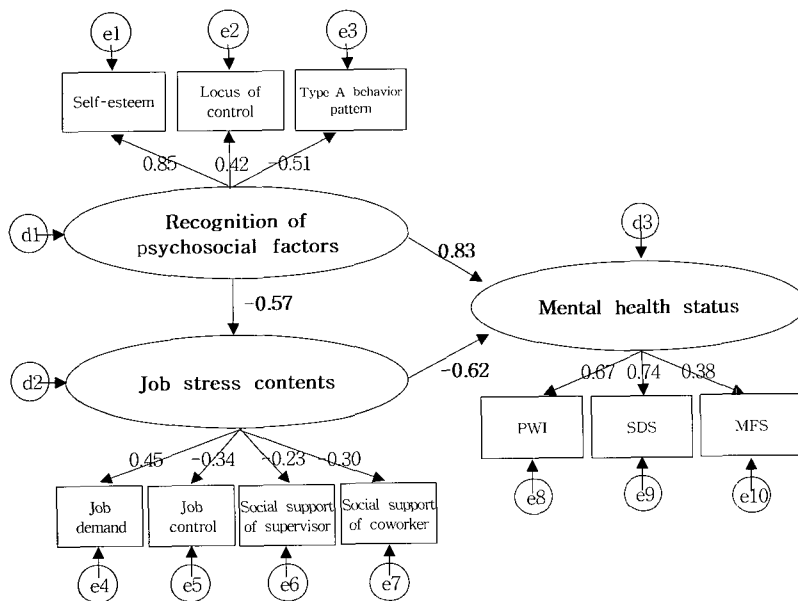 e1
e2
e3
Self-esteem
Locus of
control
Type A behavior
pattern
0.85
0.42
-0.51
d1
Recognition of
psychosocial factors
d3
0.83
-0.57
Mental health status
d2
Job stress contents
-0.62
0.67
0.74
0.38
PWI
SDS
MFS
0.45
-0.34
-0.23
-0.30
e8
e9
e10
Job
demand
Job
control
Social support
of supervisor
Social support
of coworker
e4
e5
e6
e7